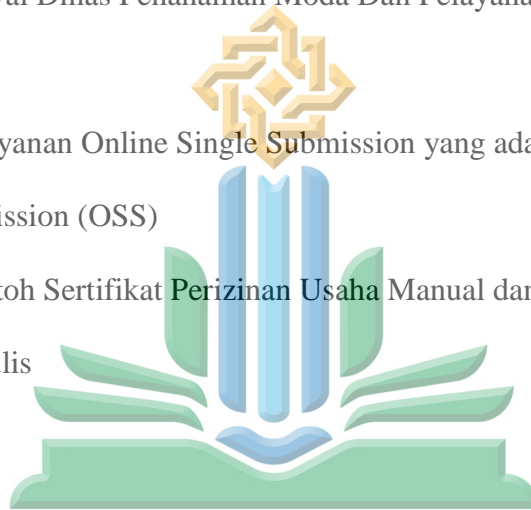 Dinas Penanaman Moda Dan Pelayana
yanan Online Single Submission yang ada
ission (OSS)
toh Sertifikat Perizinan Usaha Manual dan
lis